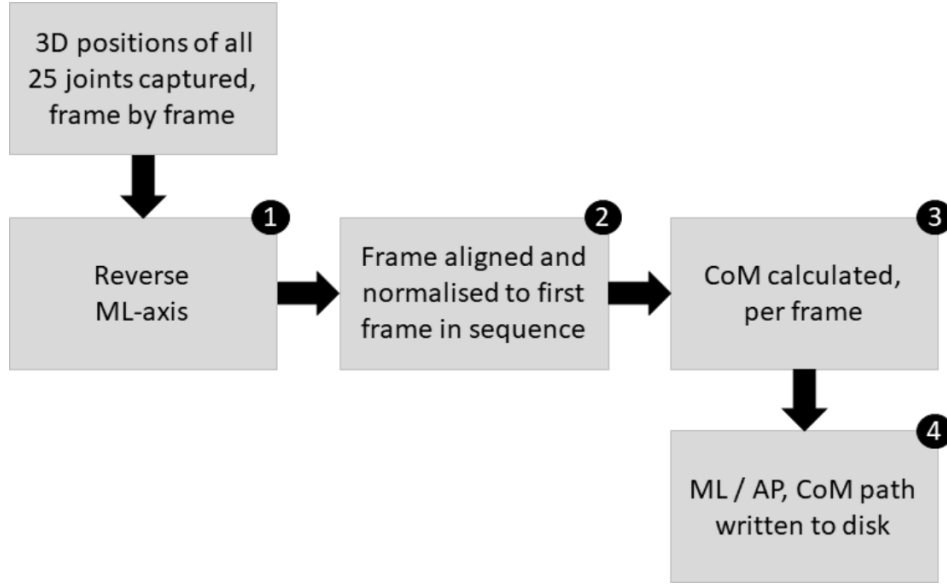 3D positions of all
25 joints captured,
frame by frame
1
Reverse
ML-axis
2
Frame aligned and
normalised to first
frame in sequence
3
CoM calculated,
per frame
4
ML / AP, CoM path
written to disk